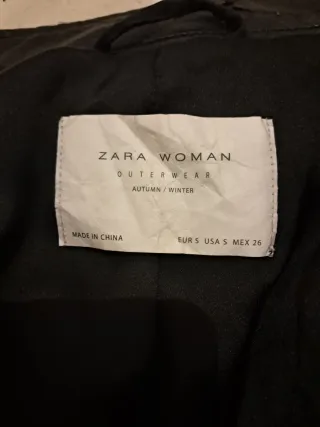 ZARA WOMAN
OUTERWEAR
AUTUMN / WINTER
MADE IN CHINA EUR S USA S MEX 26